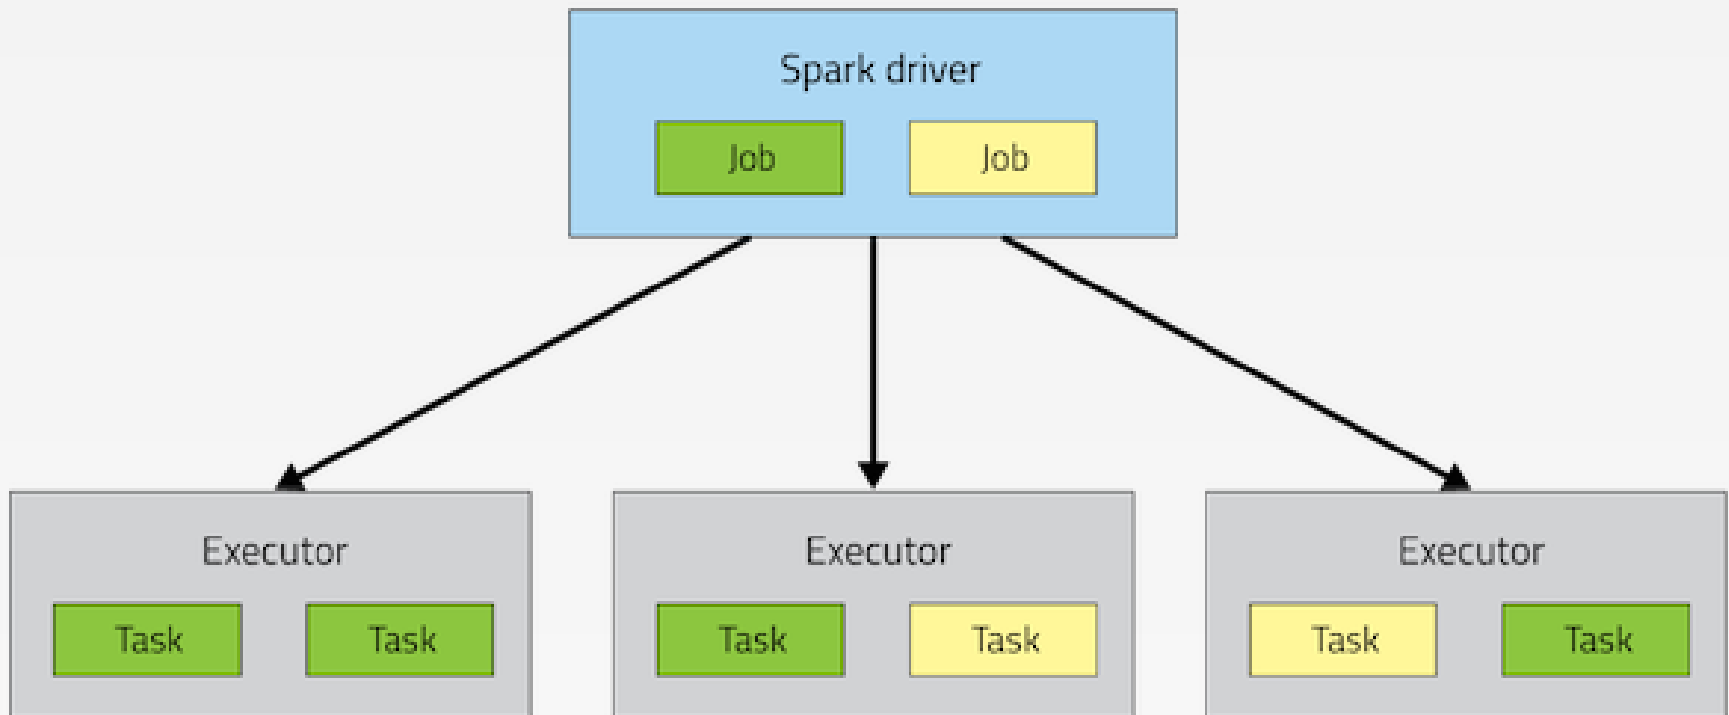 Spark driver
Job Job
Executor Executor Executor
Task Task Task Task Task Task